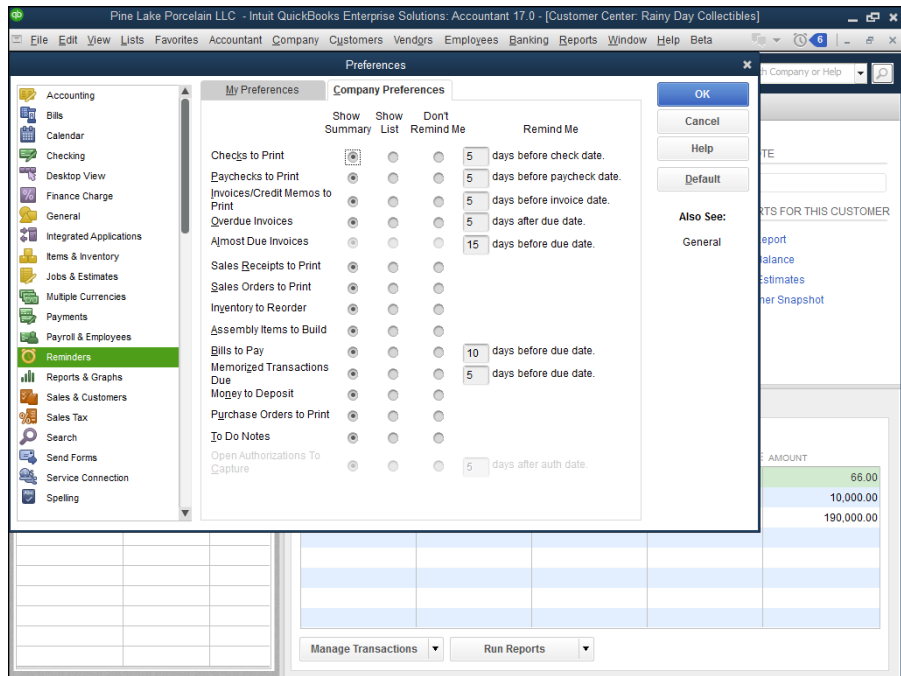 Pine Lake Porcelain LLC - Intuit QuickBooks Enterprise Solutions: Accountant 17.0 - [Customer Center: Rainy Day Collectibles]
File Edit View Lists Favorites Accountant Company Customers Vendors Employees Banking Reports Window Help Beta 6
Preferences
h Company or Help
Accounting
Bills
Calendar
Checking
Desktop View
Finance Charge
General
Integrated Applications
Items & Inventory
Jobs & Estimates
Multiple Currencies
Payments
Payroll & Employees
Reminders
Reports & Graphs
Sales & Customers
Sales Tax
Search
Send Forms
Service Connection
Spelling
My Preferences Company Preferences
Show Show Don't
Summary List Remind Me Remind Me
Checks to Print 5 days before check date.
Paychecks to Print 5 days before paycheck date.
Invoices/Credit Memos to
Print 5 days before invoice date.
Overdue Invoices 5 days after due date.
Almost Due Invoices 15 days before due date.
Sales Receipts to Print
Sales Orders to Print
Inventory to Reorder
Assembly Items to Build
Bills to Pay 10 days before due date.
Memorized Transactions
Due 5 days before due date.
Money to Deposit
Purchase Orders to Print
To Do Notes
Open Authorizations To
Capture 5 days after auth date.
OK
Cancel
Help
Default
Also See:
General
TE
RTS FOR THIS CUSTOMER
eport
alance
Estimates
ner Snapshot
AMOUNT
66.00
10,000.00
190,000.00
Manage Transactions Run Reports